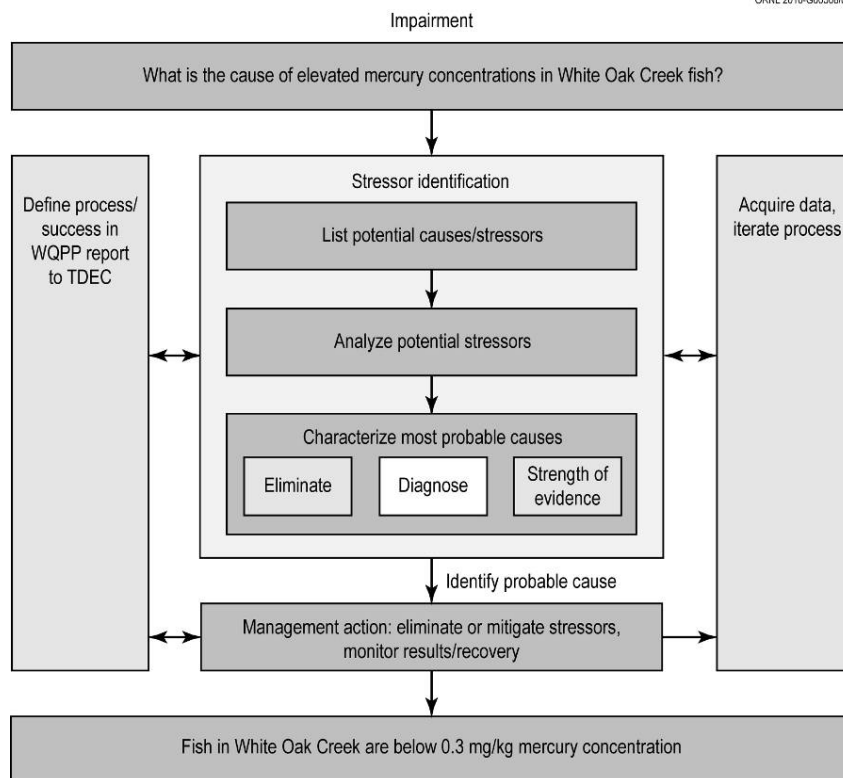 Impairment
What is the cause of elevated mercury concentrations in White Oak Creek fish?
Define process/
success in
WQPP report
to TDEC
Stressor identification
List potential causes/stressors
Analyze potential stressors
Characterize most probable causes
Eliminate
Diagnose
Strength of
evidence
Acquire data,
iterate process
Identify probable cause
Management action: eliminate or mitigate stressors,
monitor results/recovery
Fish in White Oak Creek are below 0.3 mg/kg mercury concentration